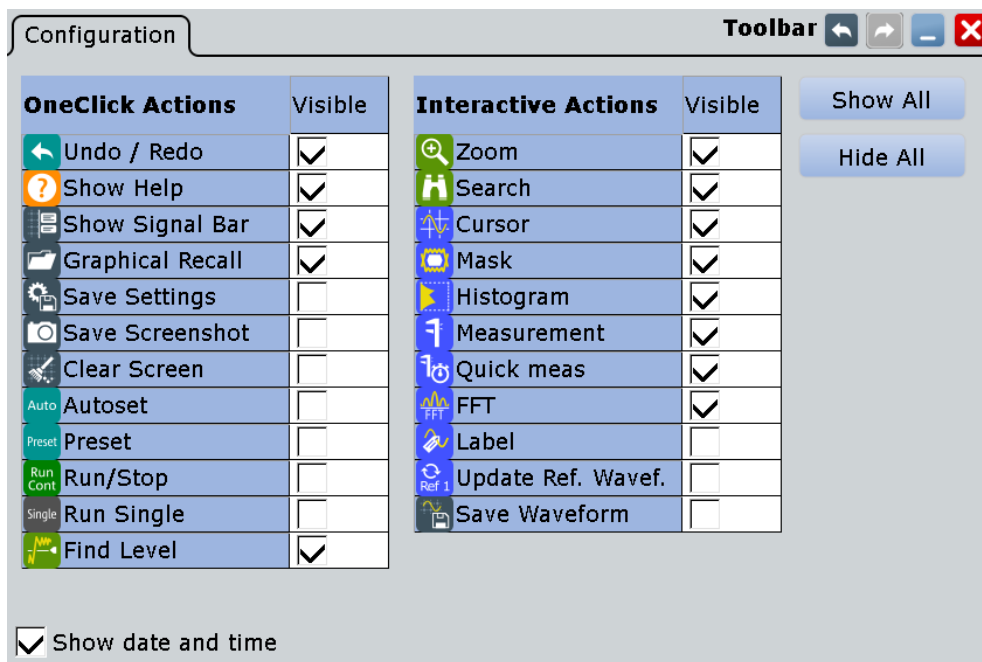 Configuration
Toolbar
OneClick Actions Visible
Undo / Redo
? Show Help
Show Signal Bar
Graphical Recall
Save Settings
Save Screenshot
Clear Screen
Auto Autoset
Preset Preset
Run Cont Run/Stop
Single Run Single
Find Level
Interactive Actions Visible
Zoom
Search
Cursor
Mask
Histogram
Measurement
Quick meas
FFT FFT
Label
Ref 1 Update Ref. Wavef.
Save Waveform
Show All
Hide All
Show date and time